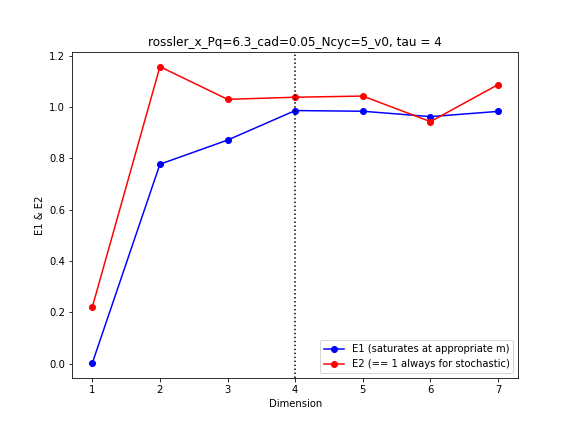 rossler_x_Pq=6.3_cad=0.05_Ncyc=5_v0, tau = 4
1.2
1.0
0.8
0.6
0.4
0.2
0.0
E1 & E2
E1 (saturates at appropriate m)
E2 (== 1 always for stochastic)
1 2 3 4 5 6 7
Dimension